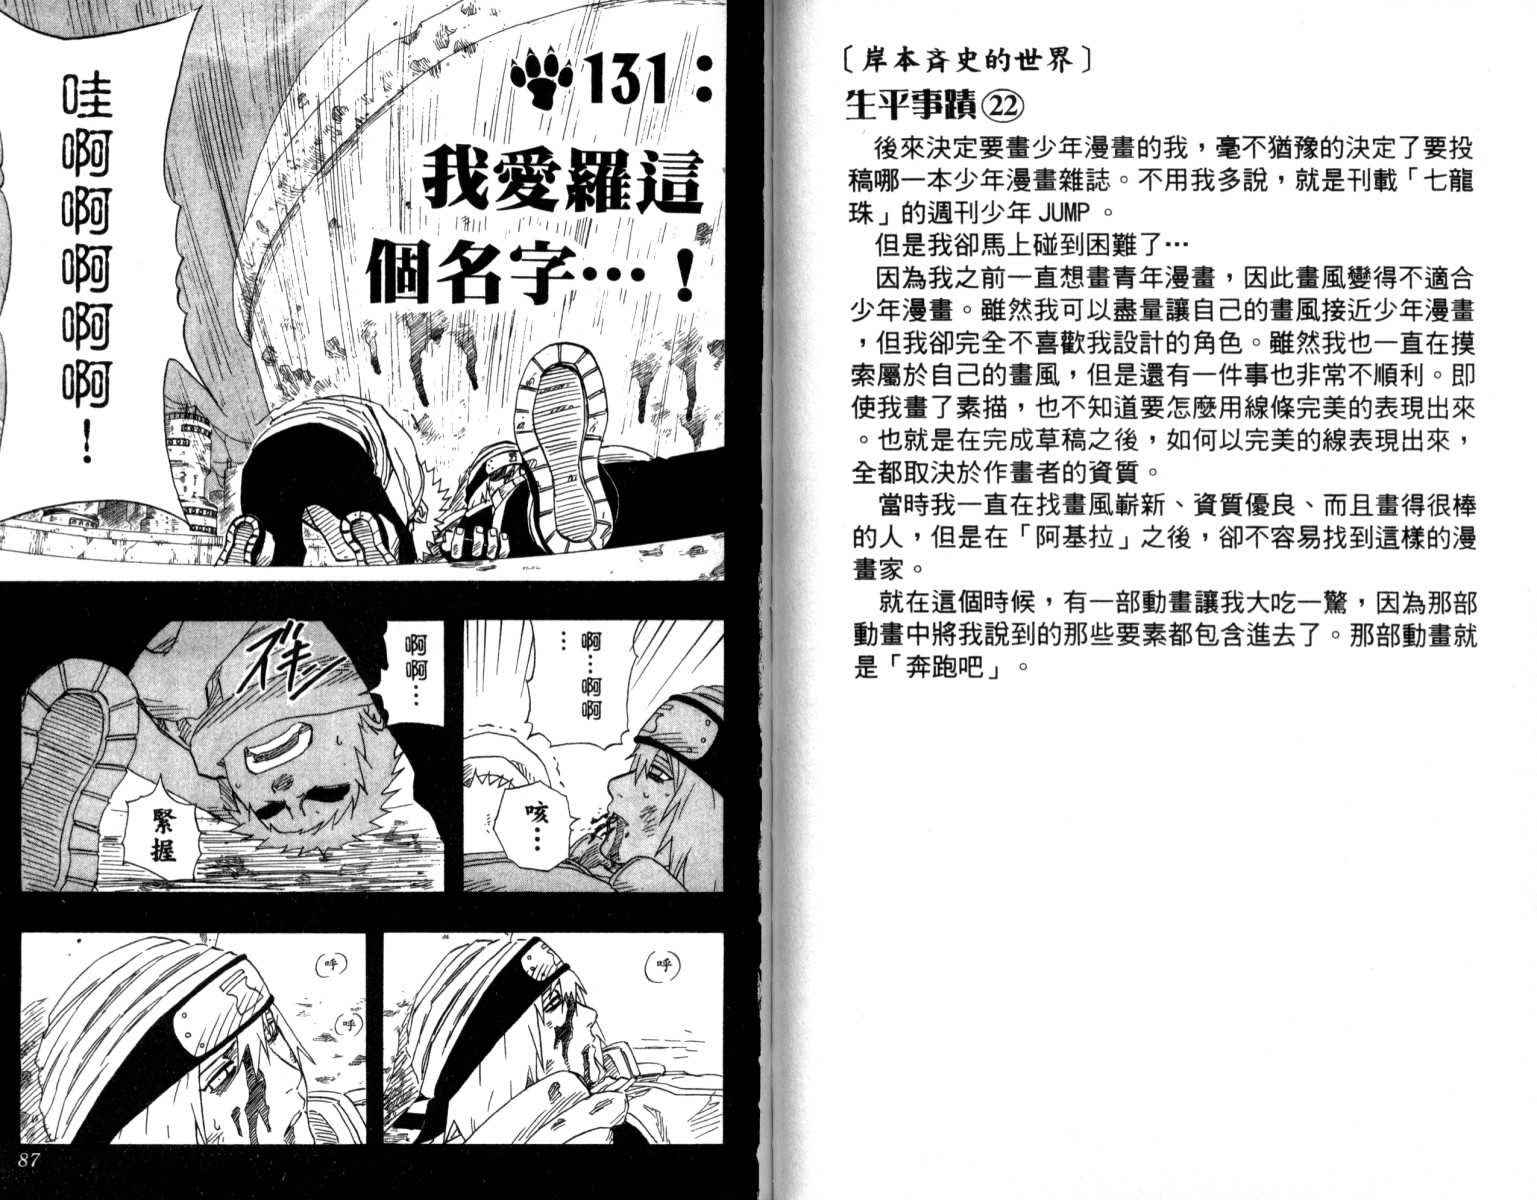 〔岸本斉史的世界〕
生平事蹟㉒
後來決定要畫少年漫畫的我，毫不猶豫的決定了要投
稿哪一本少年漫畫雜誌。不用我多說，就是刊載「七龍
珠」的週刊少年 JUMP。
但是我卻馬上碰到困難了…
因為我之前一直想畫青年漫畫，因此畫風變得不適合
少年漫畫。雖然我可以盡量讓自己的畫風接近少年漫畫
，但我卻完全不喜歡我設計的角色。雖然我也一直在摸
索屬於自己的畫風，但是還有一件事也非常不順利。即
使我畫了素描，也不知道要怎麼用線條完美的表現出來
。也就是在完成草稿之後，如何以完美的線表現出來，
全都取決於作畫者的資質。
當時我一直在找畫風嶄新、資質優良、而且畫得很棒
的人，但是在「阿基拉」之後，卻不容易找到這樣的漫
畫家。
就在這個時候，有一部動畫讓我大吃一驚，因為那部
動畫中將我說到的那些要素都包含進去了。那部動畫就
是「奔跑吧」。
131：
我愛羅這
個名字…！
哇啊啊啊啊啊！
啊…啊啊
…
咳…
啊啊…
ズキン
緊握
呼
呼
呼
87